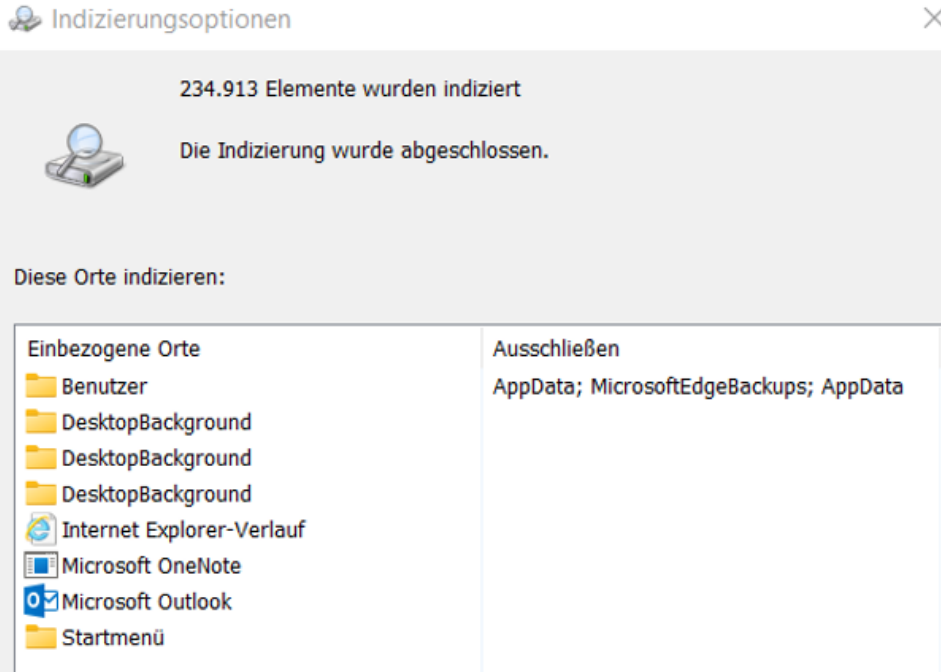 Indizierungsoptionen
234.913 Elemente wurden indiziert
Die Indizierung wurde abgeschlossen.
Diese Orte indizieren:
Einbezogene Orte Ausschließen
Benutzer AppData; MicrosoftEdgeBackups; AppData
DesktopBackground
DesktopBackground
DesktopBackground
Internet Explorer-Verlauf
Microsoft OneNote
Microsoft Outlook
Startmenü